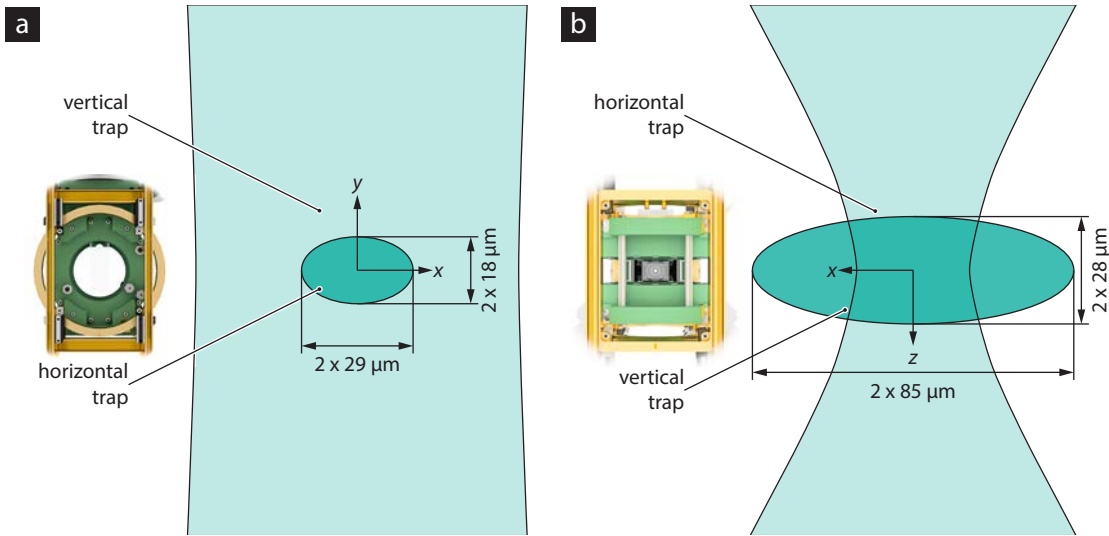 a
vertical
trap
y
x
2 x 18 µm
2 x 29 µm
horizontal
trap
b
horizontal
trap
x
z
2 x 28 µm
vertical
trap
2 x 85 µm